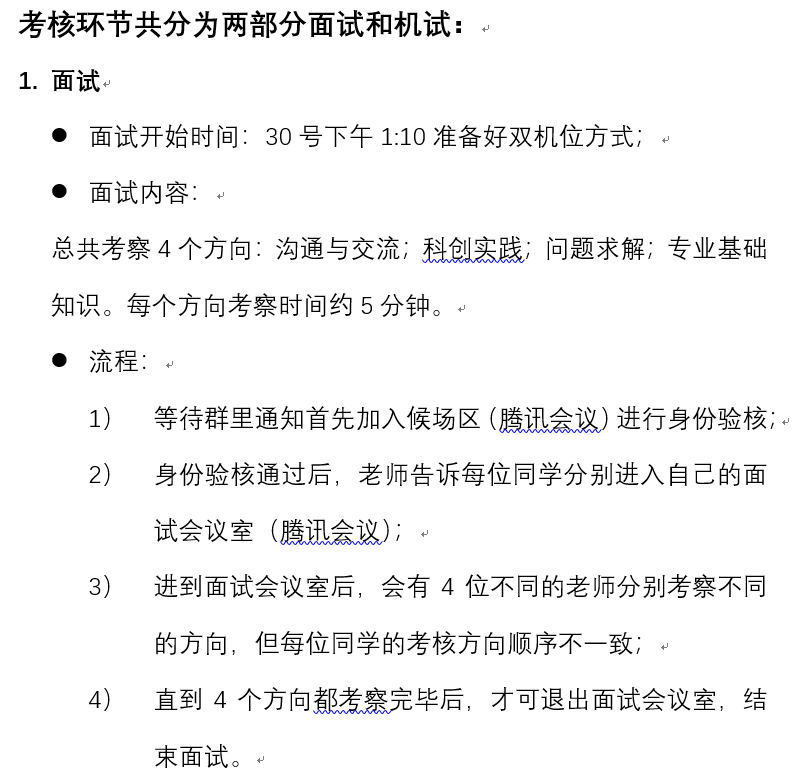 考核环节共分为两部分面试和机试：
1. 面试
● 面试开始时间：30 号下午 1:10 准备好双机位方式；
● 面试内容：
总共考察 4 个方向：沟通与交流；科创实践；问题求解；专业基础
知识。每个方向考察时间约 5 分钟。
● 流程：
1） 等待群里通知首先加入候场区（腾讯会议）进行身份验核；
2） 身份验核通过后，老师告诉每位同学分别进入自己的面
试会议室（腾讯会议）；
3） 进到面试会议室后，会有 4 位不同的老师分别考察不同
的方向，但每位同学的考核方向顺序不一致；
4） 直到 4 个方向都考察完毕后，才可退出面试会议室，结
束面试。